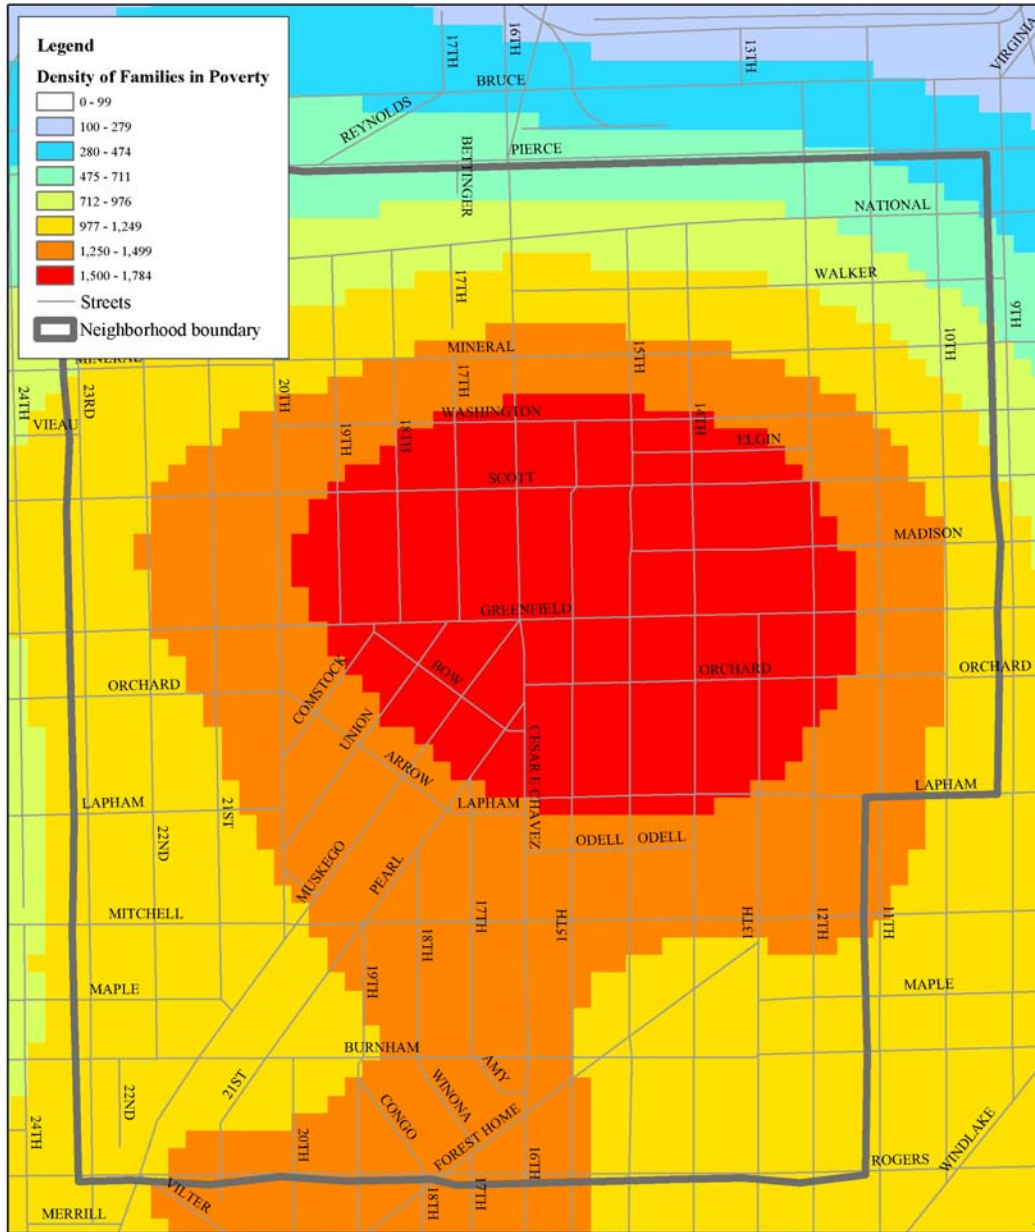 Legend
Density of Families in Poverty
0 - 99
100 - 279
280 - 474
475 - 711
712 - 976
977 - 1,249
1,250 - 1,499
1,500 - 1,784
Streets
Neighborhood boundary
17TH
16TH
13TH
VIRGINIA
BRUCE
REYNOLDS
PIERCE
BETTINGER
NATIONAL
WALKER
17TH
9TH
MINERAL
MINERAL
15TH
10TH
24TH
23RD
20TH
17TH
VIEAU
WASHINGTON
19TH
18TH
14TH
ELGIN
SCOTT
MADISON
GREENFIELD
ORCHARD
COMSTOCK
BOW
ORCHARD
ORCHARD
UNION
ARROW
CESAR E CHAVEZ
LAPHAM
21ST
LAPHAM
LAPHAM
22ND
ODELL
ODELL
MUSKEGO
PEARL
MITCHELL
17TH
18TH
15TH
13TH
12TH
11TH
19TH
MAPLE
MAPLE
BURNHAM
AMY
21ST
22ND
WINONA
CONGO
FOREST HOME
24TH
20TH
16TH
ROGERS
WINDLAKE
VILTER
18TH
17TH
MERRILL